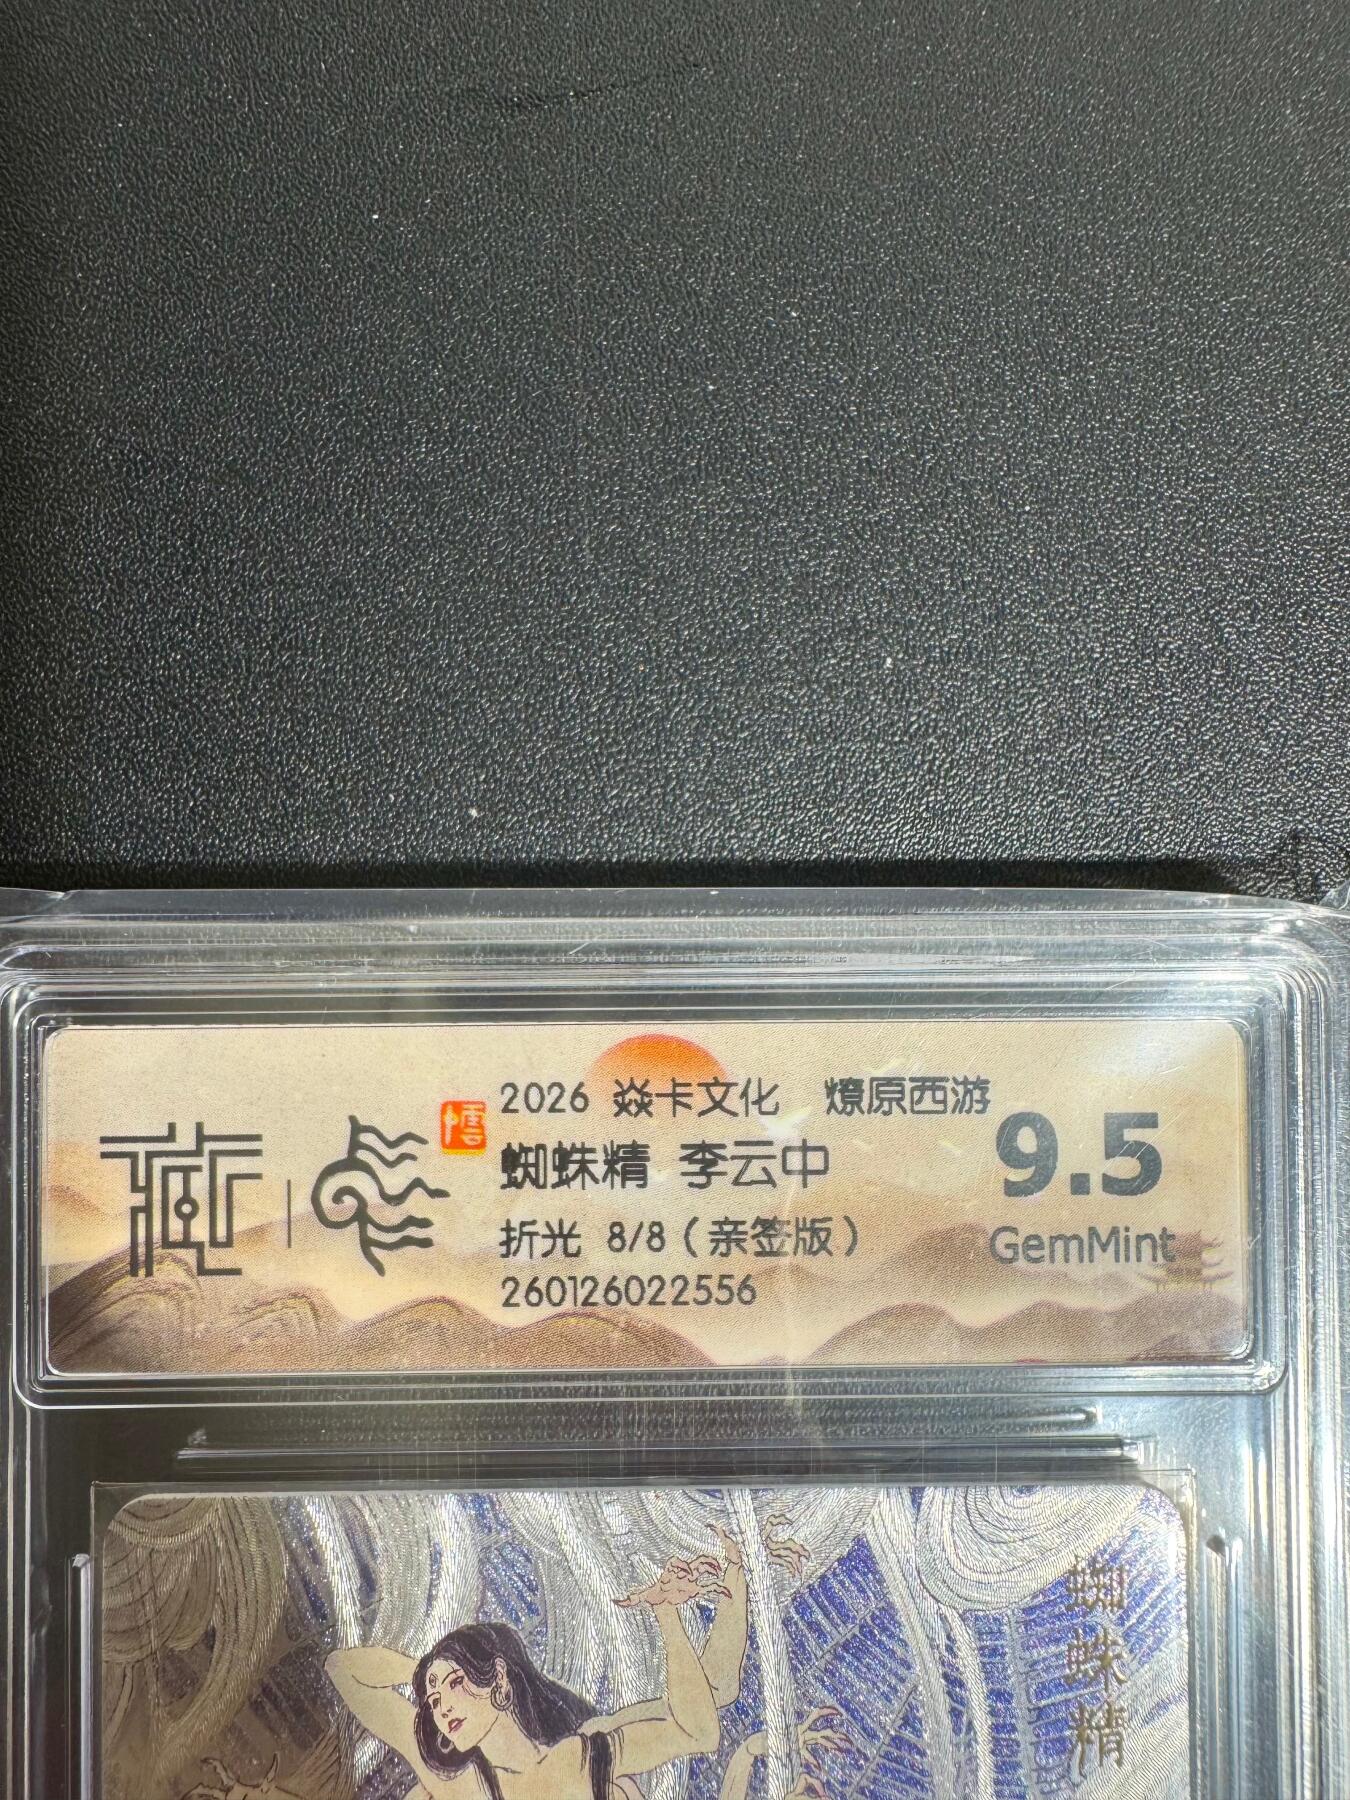 藏
2026 焱卡文化 燎原西游
蜘蛛精 李云中
折光 8/8（亲签版）
260126022556
9.5
GemMint
蜘蛛精